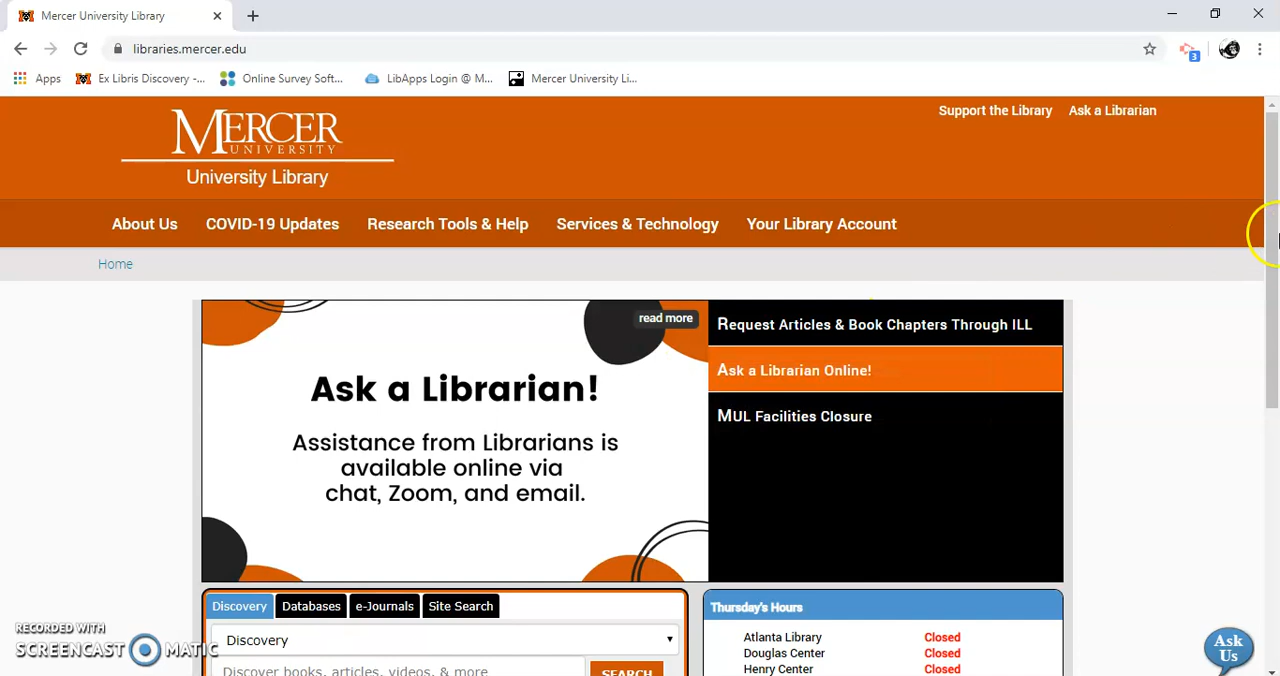 Mercer University Library
libraries.mercer.edu
3
Apps
Ex Libris Discovery -...
Online Survey Soft...
LibApps Login @ M...
Mercer University Li...
MERCER
UNIVERSITY
University Library
Support the Library
Ask a Librarian
About Us
COVID-19 Updates
Research Tools & Help
Services & Technology
Your Library Account
Home
read more
Ask a Librarian!
Assistance from Librarians is
available online via
chat, Zoom, and email.
Request Articles & Book Chapters Through ILL
Ask a Librarian Online!
MUL Facilities Closure
Discovery
Databases
e-Journals
Site Search
Discovery
Discover books, articles, videos, & more
SEARCH
Thursday's Hours
Atlanta Library Closed
Douglas Center Closed
Henry Center Closed
Ask
Us
RECORDED WITH
SCREENCAST MATIC